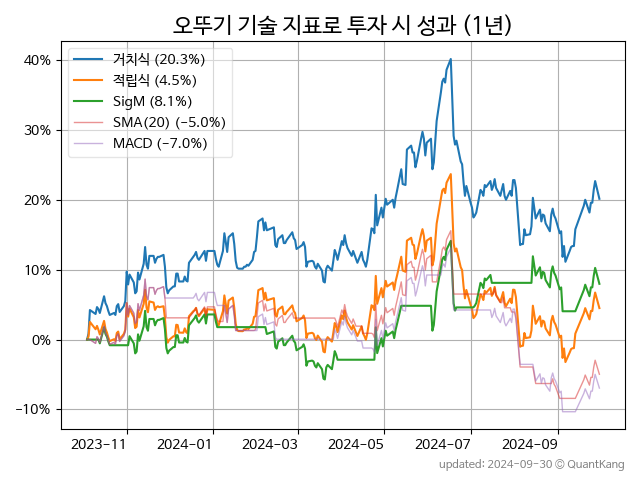 오뚜기 기술 지표로 투자 시 성과 (1년)
거치식 (20.3%)
적립식 (4.5%)
SigM (8.1%)
SMA(20) (−5.0%)
MACD (−7.0%)
40%
30%
20%
10%
0%
−10%
2023-11 2024-01 2024-03 2024-05 2024-07 2024-09
updated: 2024-09-30 © QuantKang